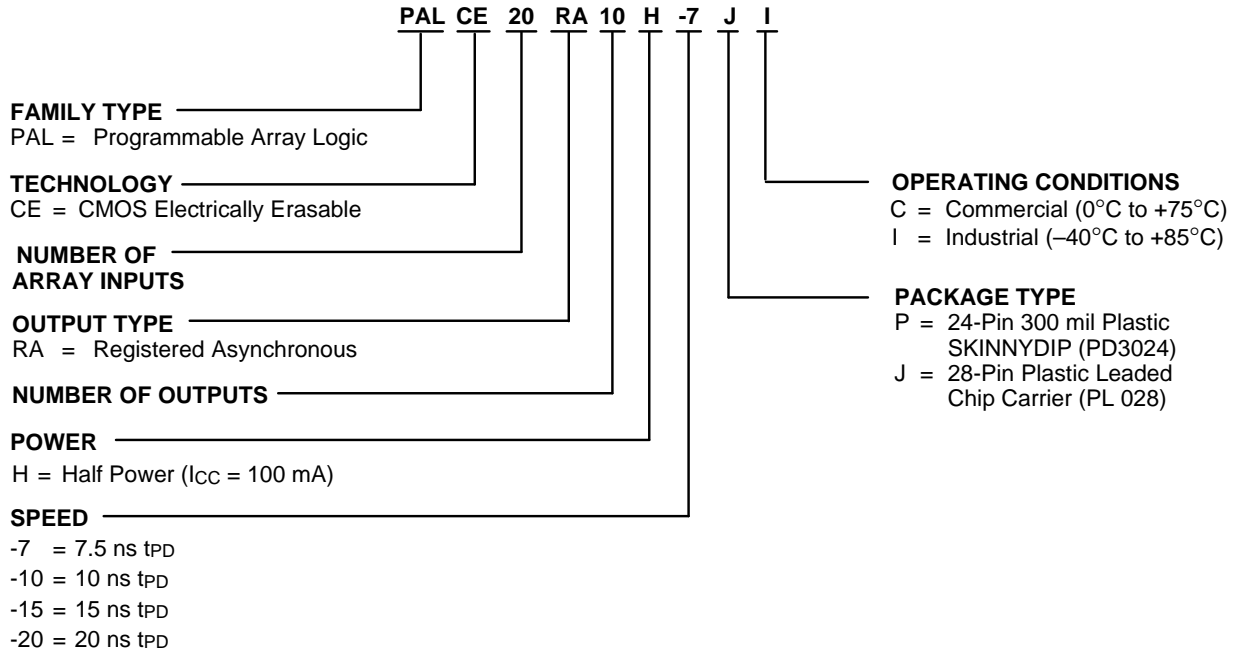 PAL CE 20 RA 10 H -7 J I
FAMILY TYPE
PAL = Programmable Array Logic
TECHNOLOGY
CE = CMOS Electrically Erasable
NUMBER OF
ARRAY INPUTS
OUTPUT TYPE
RA = Registered Asynchronous
NUMBER OF OUTPUTS
POWER
H = Half Power (ICC = 100 mA)
SPEED
-7 = 7.5 ns tPD
-10 = 10 ns tPD
-15 = 15 ns tPD
-20 = 20 ns tPD
OPERATING CONDITIONS
C = Commercial (0°C to +75°C)
I = Industrial (–40°C to +85°C)
PACKAGE TYPE
P = 24-Pin 300 mil Plastic
SKINNYDIP (PD3024)
J = 28-Pin Plastic Leaded
Chip Carrier (PL 028)